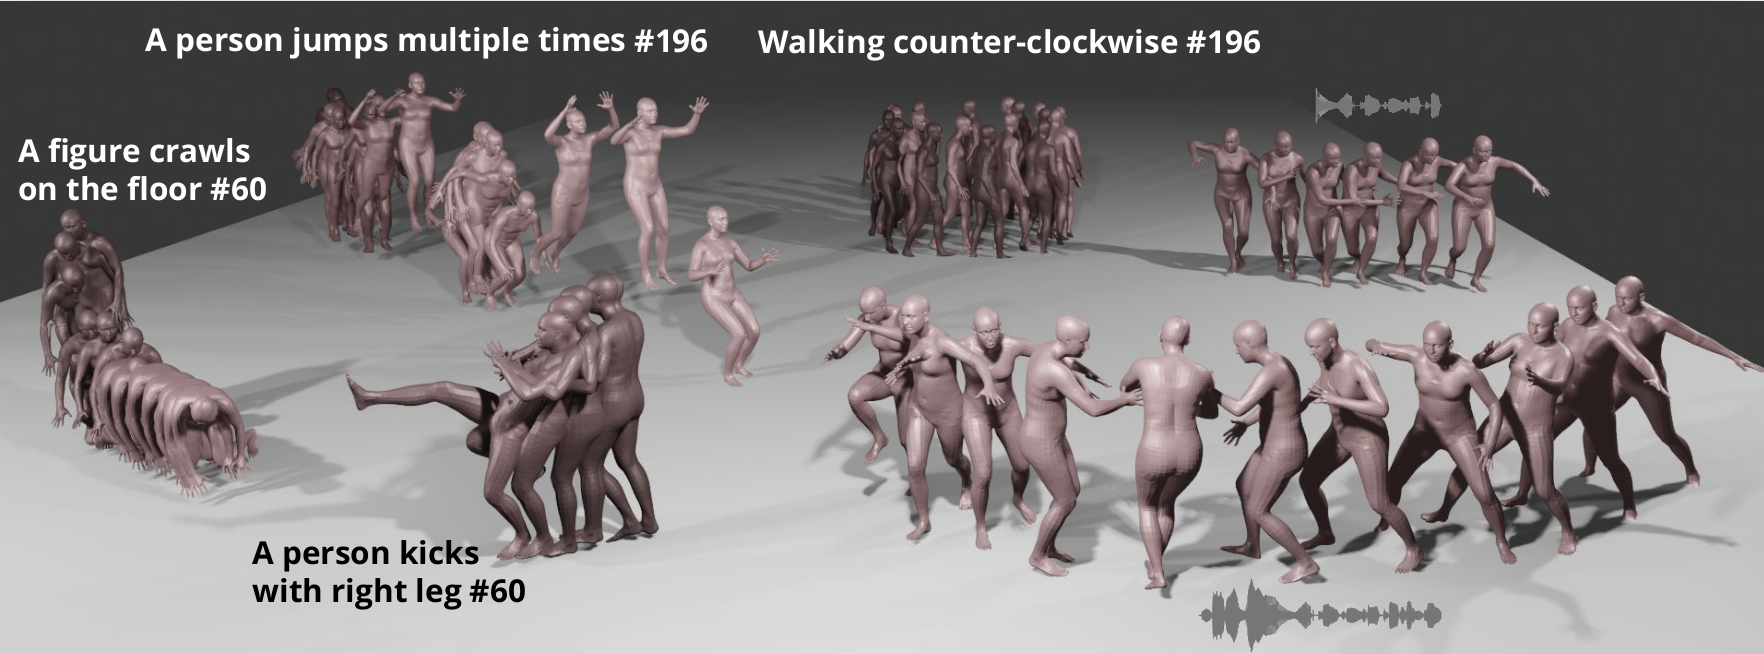 A person jumps multiple times #196
Walking counter-clockwise #196
A figure crawls
on the floor #60
A person kicks
with right leg #60